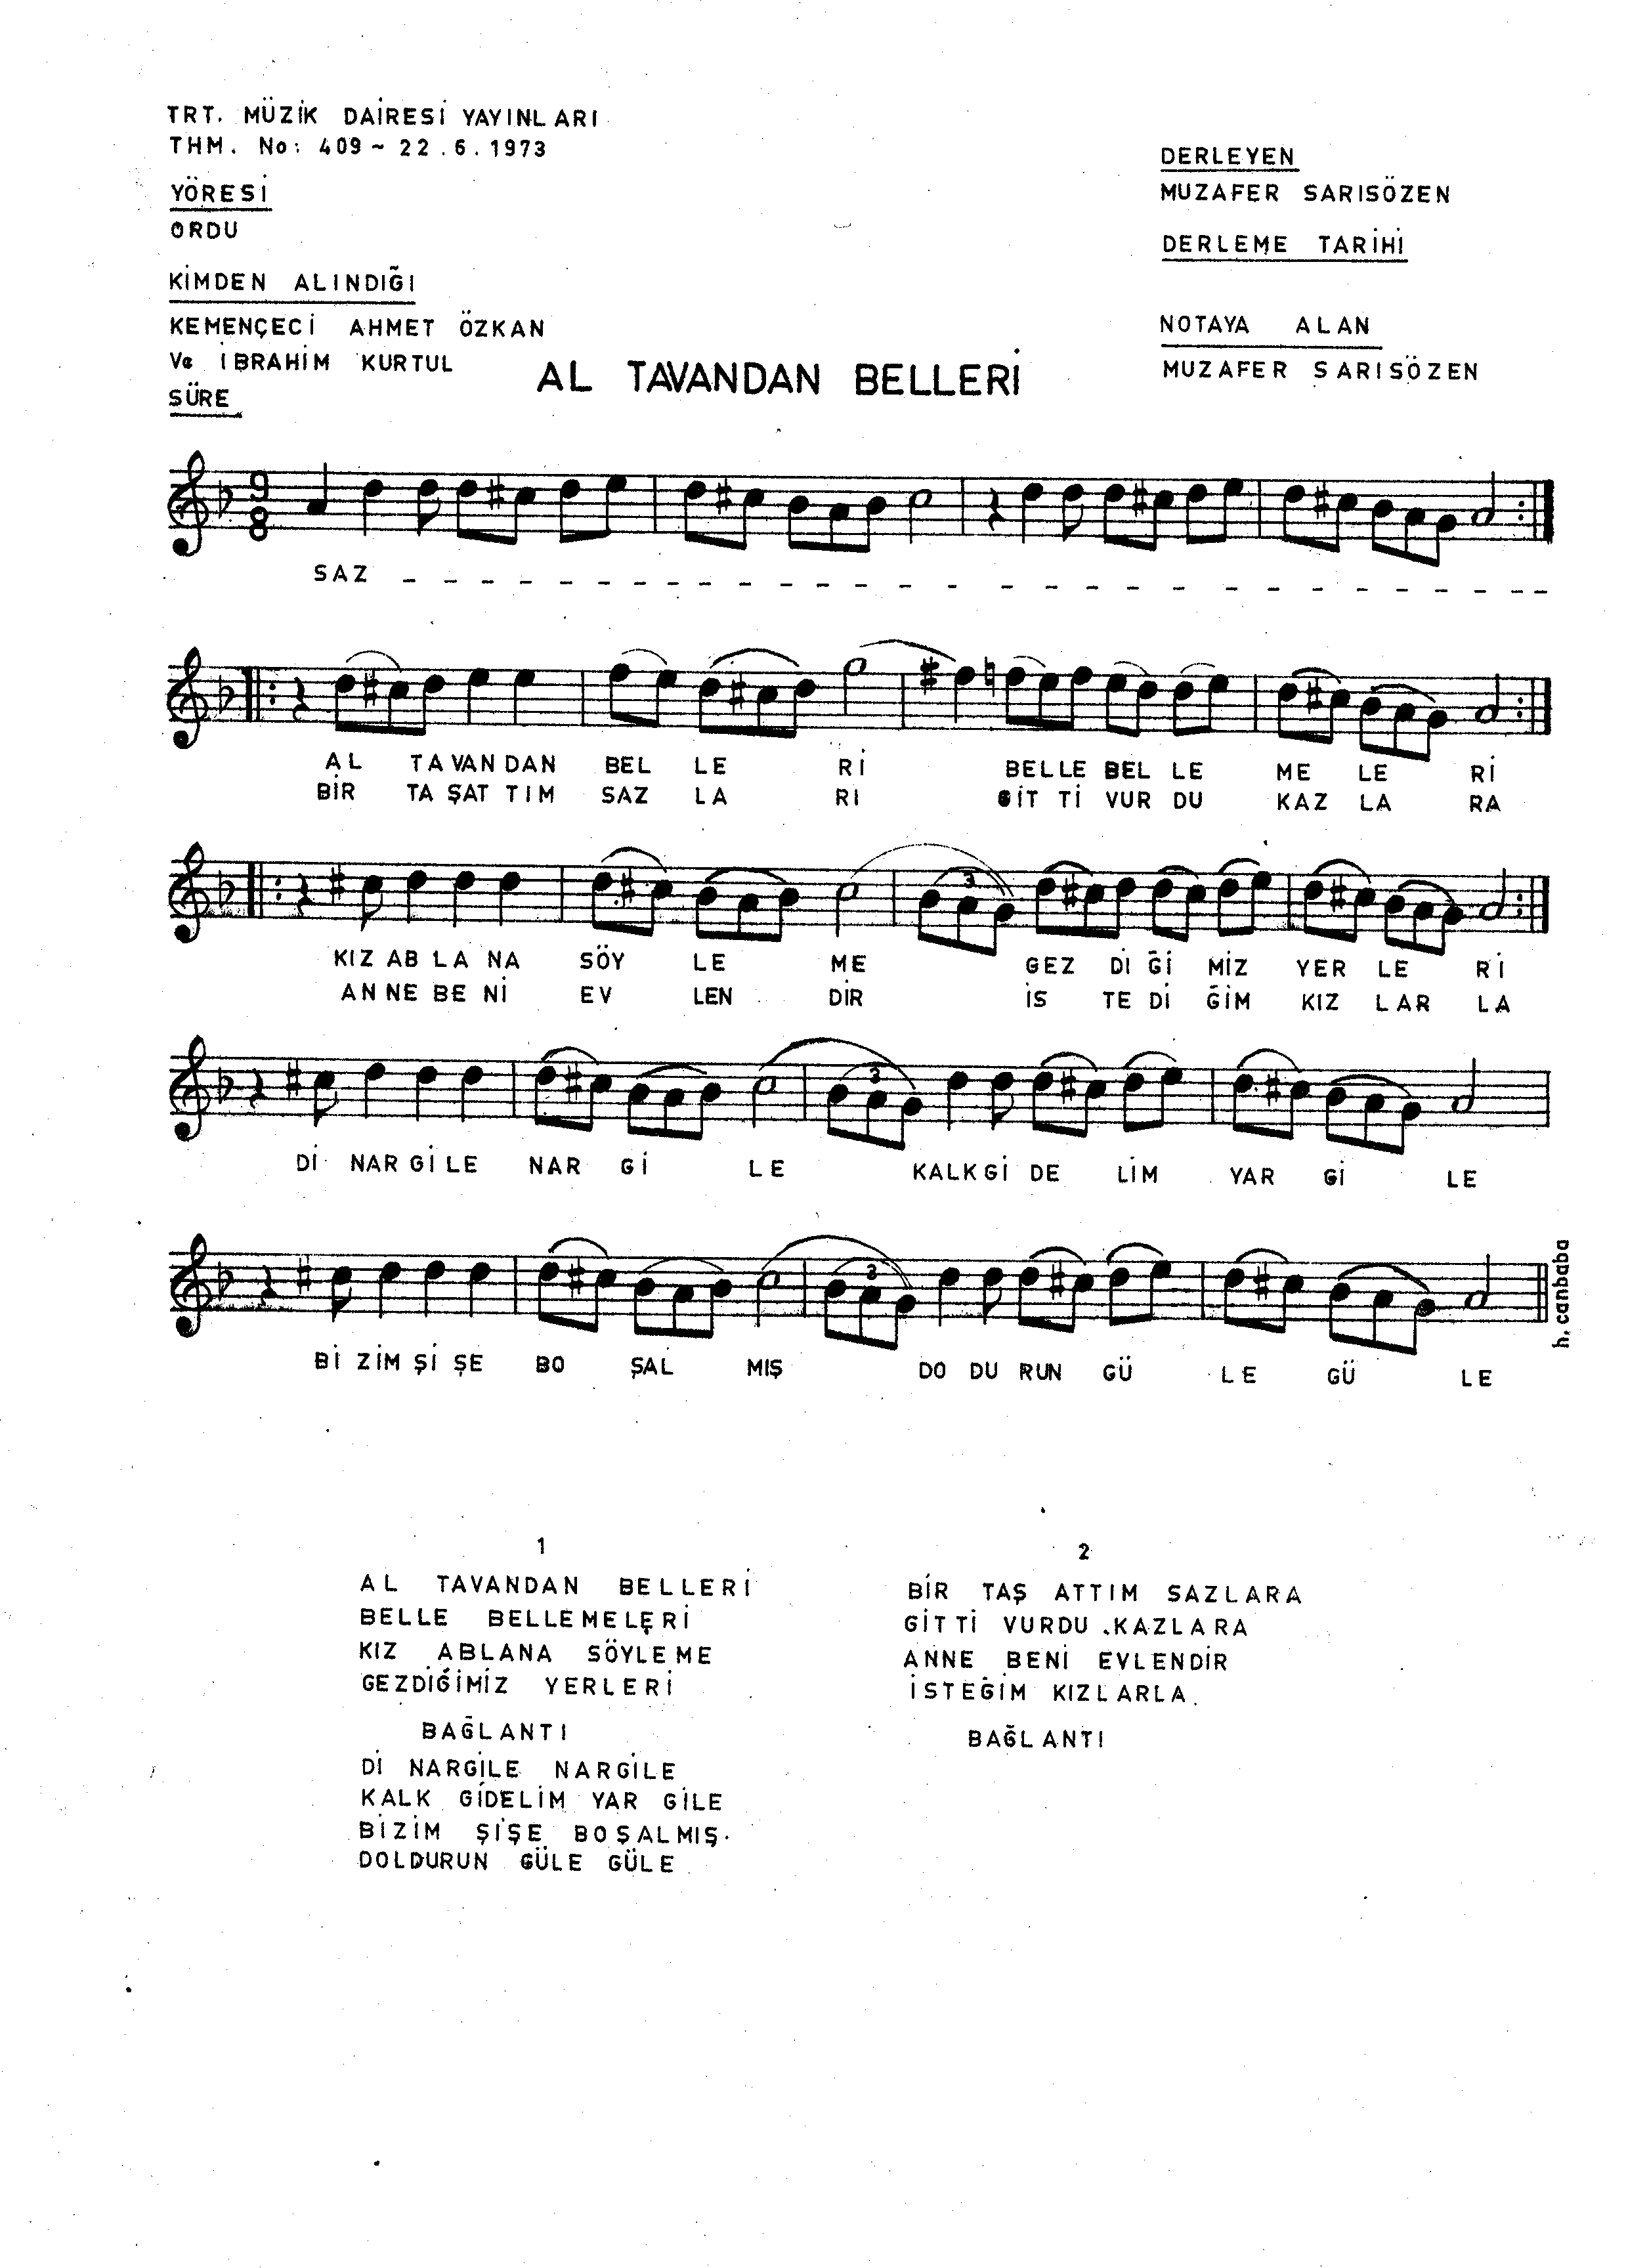 TRT. MÜZİK DAİRESİ YAYINLARI
THM. No: 409 ~ 22.6.1973
YÖRESİ
ORDU
KİMDEN ALINDIĞI
KEMENÇECİ AHMET ÖZKAN
Ve İBRAHİM KURTUL
SÜRE
DERLEYEN
MUZAFER SARISÖZEN
DERLEME TARİHİ
NOTAYA ALAN
MUZAFER SARISÖZEN
AL TAVANDAN BELLERİ
9
8
SAZ _ _ _ _ _ _ _ _ _ _ _ _ _ _ _ _ _ _ _ _ _ _ _ _ _ _ _ _
AL TA VAN DAN BEL LE Rİ BELLE BEL LE ME LE Rİ
BİR TA ŞAT TIM SAZ LA RI GİT Tİ VUR DU KAZ LA RA
3
KIZ AB LA NA SÖY LE ME GEZ Dİ Ğİ MİZ YER LE Rİ
AN NE BE Nİ EV LEN DİR İS TE Dİ ĞİM KIZ LAR LA
3
Dİ NAR Gİ LE NAR Gİ LE KALK Gİ DE LİM YAR Gİ LE
3
Bİ ZİM Şİ ŞE BO ŞAL MIŞ DO DU RUN GÜ LE GÜ LE
h. canbaba
1
AL TAVANDAN BELLERİ
BELLE BELLEMELERİ
KIZ ABLANA SÖYLEME
GEZDİĞİMİZ YERLERİ
BAĞLANTI
Dİ NARGİLE NARGİLE
KALK GİDELİM YAR GİLE
BİZİM ŞİŞE BOŞALMIŞ.
DOLDURUN GÜLE GÜLE
2
BİR TAŞ ATTIM SAZLARA
GİTTİ VURDU KAZLARA
ANNE BENİ EVLENDİR
İSTEĞİM KIZLARLA.
BAĞLANTI